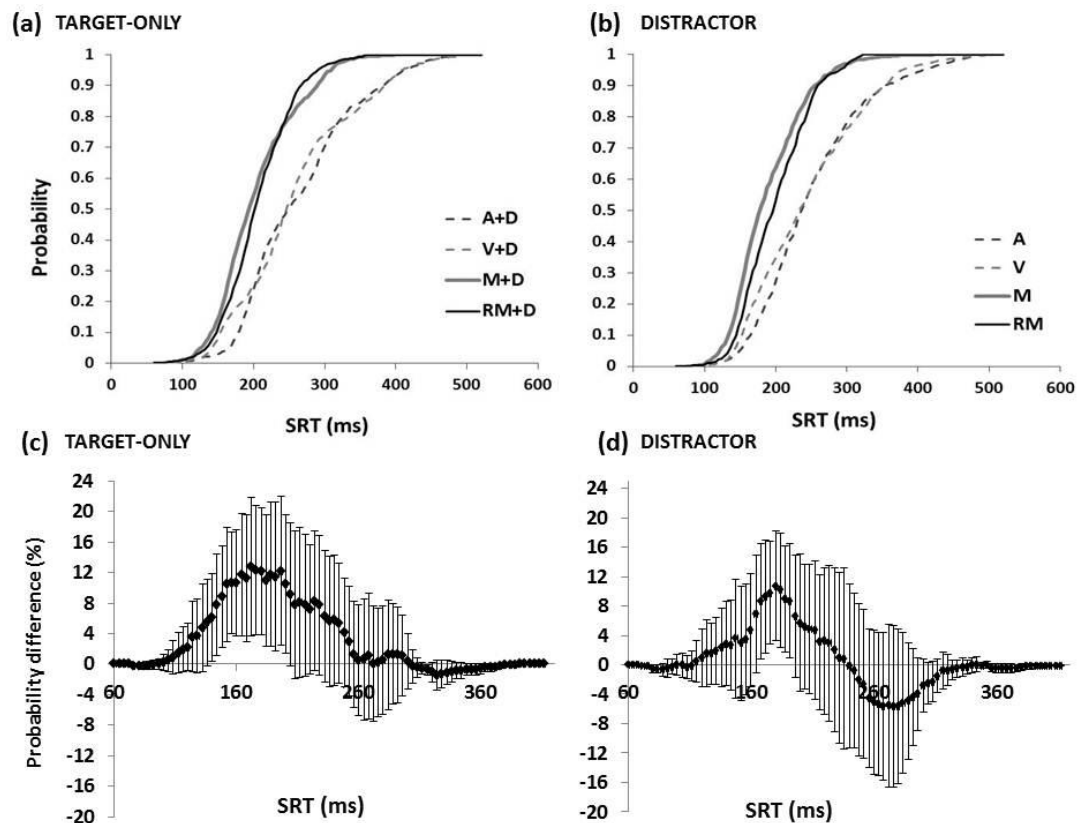 (a) TARGET-ONLY
Probability
1
0.9
0.8
0.7
0.6
0.5
0.4
0.3
0.2
0.1
0
0 100 200 300 400 500 600
SRT (ms)
A+D
V+D
M+D
RM+D
(b) DISTRACTOR
1
0.9
0.8
0.7
0.6
0.5
0.4
0.3
0.2
0.1
0
0 100 200 300 400 500 600
SRT (ms)
A
V
M
RM
(c) TARGET-ONLY
Probability difference (%)
24
20
16
12
8
4
0
-4
-8
-12
-16
-20
60 160 260 360
SRT (ms)
(d) DISTRACTOR
24
20
16
12
8
4
0
-4
-8
-12
-16
-20
60 160 260 360
SRT (ms)